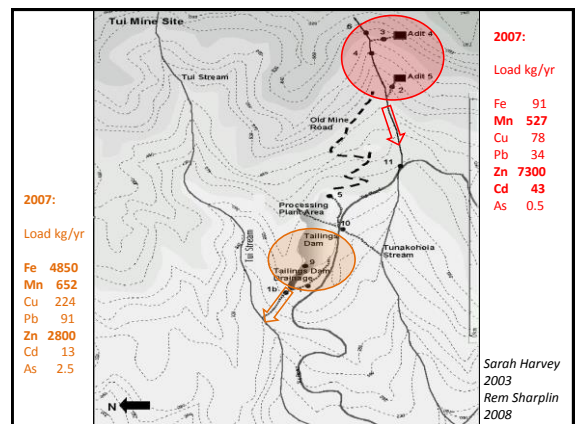 Tui Mine Site
Tui Stream
Old Mine
Road
6
3
Adit 4
4
Adit 5
2
11
5
Processing
Plant Area
10
Tailings
Dam
9
Tailings Dam
Drainage
1b
Tui Stream
Tunakohoia
Stream
N
2007:
Load kg/yr
Fe 4850
Mn 652
Cu 224
Pb 91
Zn 2800
Cd 13
As 2.5
2007:
Load kg/yr
Fe 91
Mn 527
Cu 78
Pb 34
Zn 7300
Cd 43
As 0.5
Sarah Harvey
2003
Rem Sharplin
2008